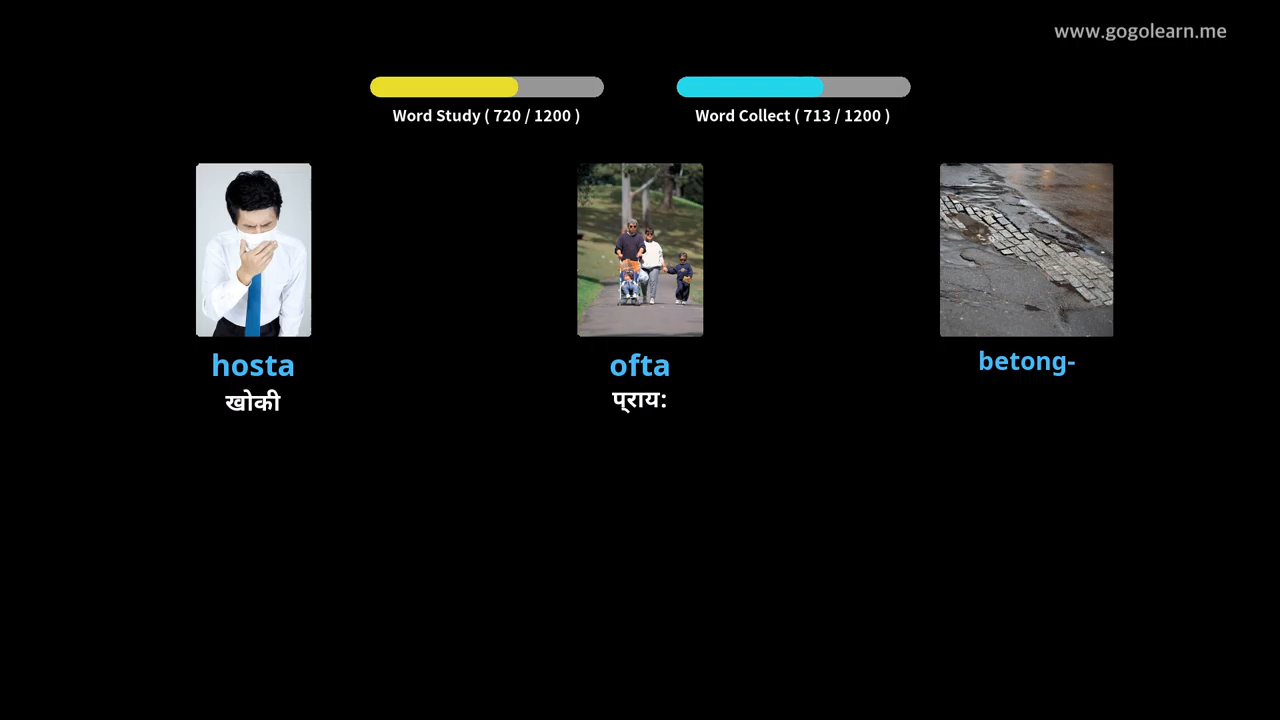 www.gogolearn.me
Word Study ( 720 / 1200 )
Word Collect ( 713 / 1200 )
hosta
ofta
betong-
खोकी
प्राय: